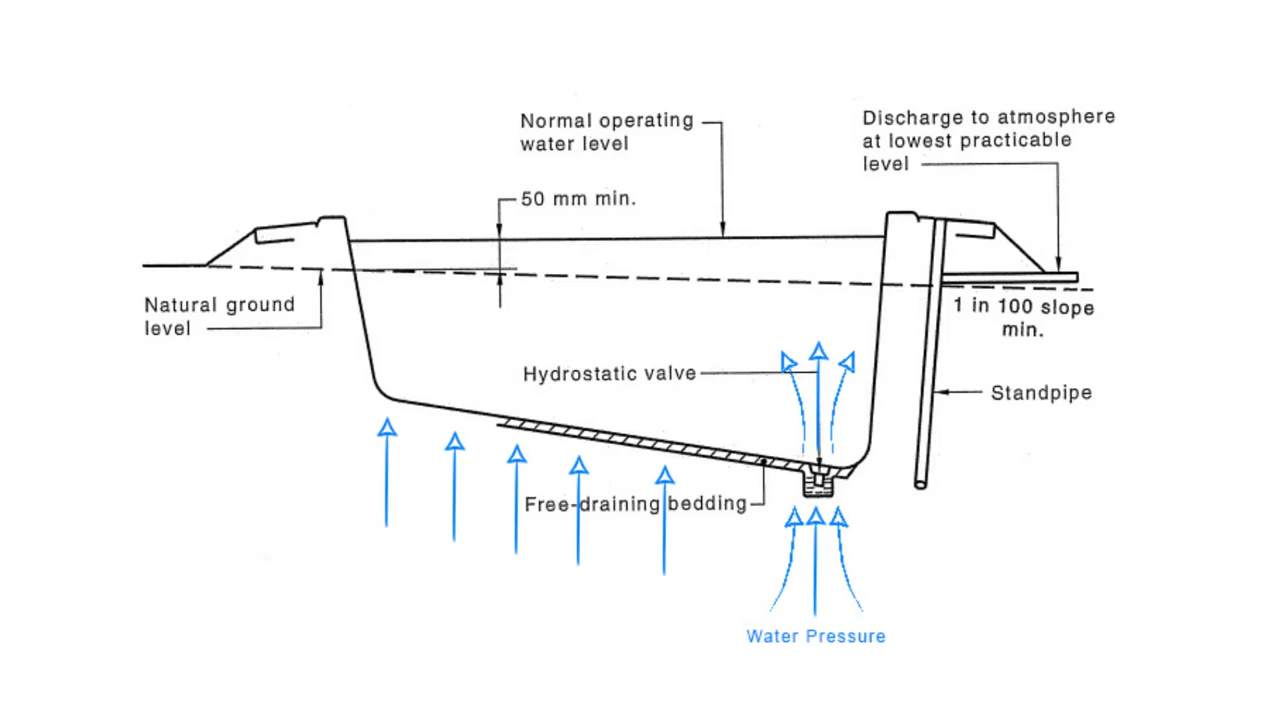 Normal operating
water level
Discharge to atmosphere
at lowest practicable
level
50 mm min.
Natural ground
level
1 in 100 slope
min.
Hydrostatic valve
Standpipe
Free-draining bedding
Water Pressure